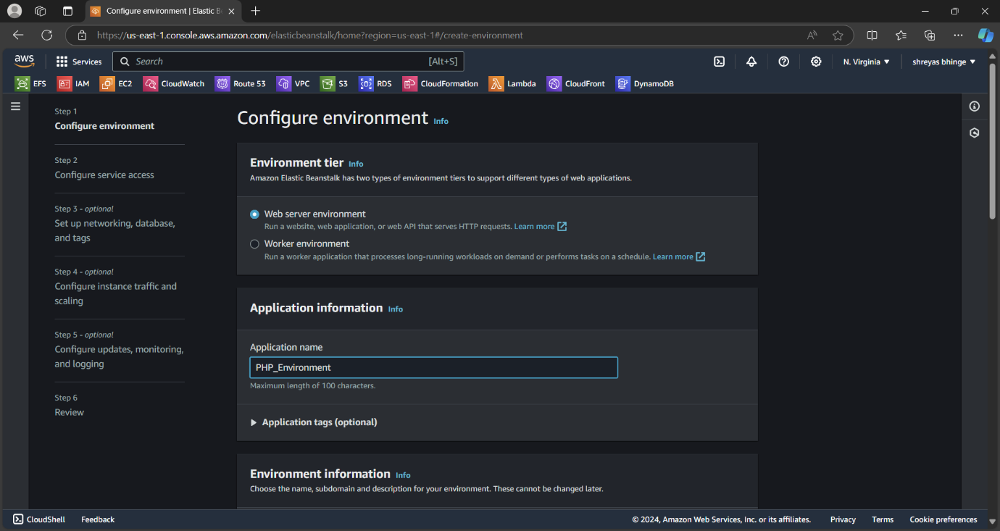 Configure environment | Elastic B
https://us-east-1.console.aws.amazon.com/elasticbeanstalk/home?region=us-east-1#/create-environment
aws
Services
Search
[Alt+S]
N. Virginia
shreyas bhinge
EFS
IAM
EC2
CloudWatch
Route 53
VPC
S3
RDS
CloudFormation
Lambda
CloudFront
DynamoDB
Step 1
Configure environment
Step 2
Configure service access
Step 3 - optional
Set up networking, database,
and tags
Step 4 - optional
Configure instance traffic and
scaling
Step 5 - optional
Configure updates, monitoring,
and logging
Step 6
Review
Configure environment Info
Environment tier Info
Amazon Elastic Beanstalk has two types of environment tiers to support different types of web applications.
Web server environment
Run a website, web application, or web API that serves HTTP requests. Learn more
Worker environment
Run a worker application that processes long-running workloads on demand or performs tasks on a schedule. Learn more
Application information Info
Application name
PHP_Environment
Maximum length of 100 characters.
Application tags (optional)
Environment information Info
Choose the name, subdomain and description for your environment. These cannot be changed later.
CloudShell
Feedback
© 2024, Amazon Web Services, Inc. or its affiliates.
Privacy
Terms
Cookie preferences